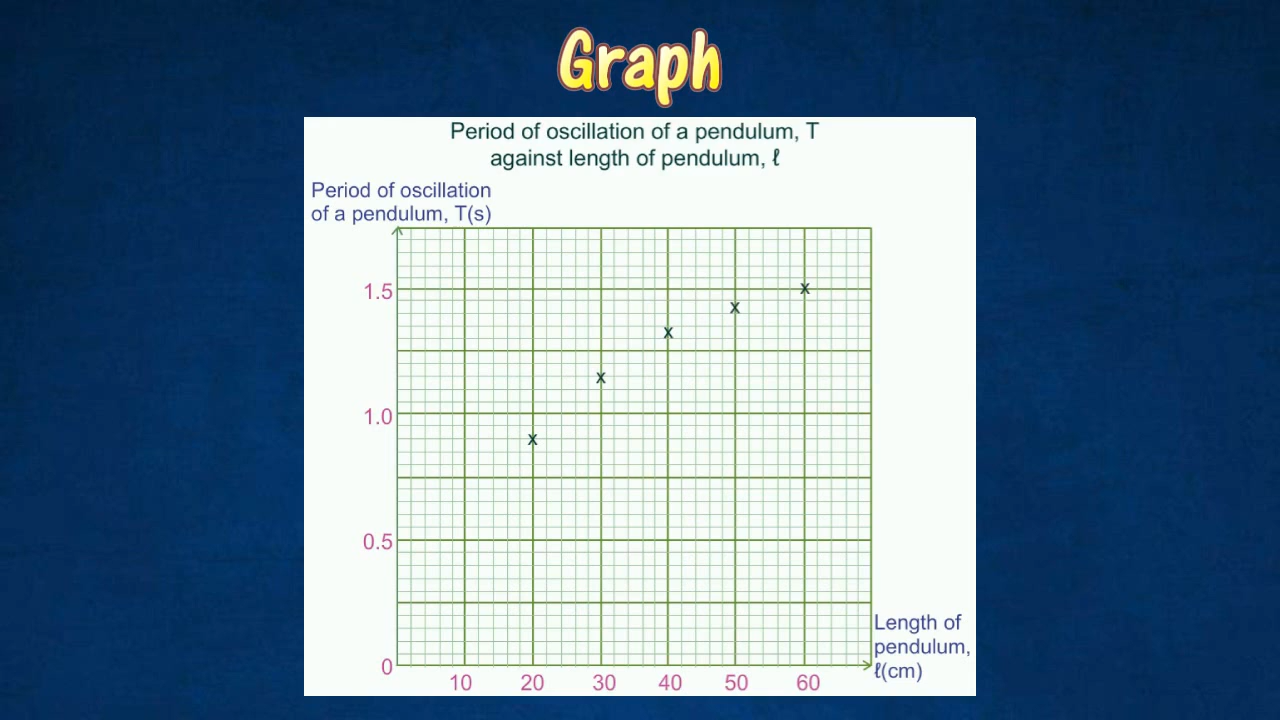 Graph
Period of oscillation of a pendulum, T
against length of pendulum, ℓ
Period of oscillation
of a pendulum, T(s)
1.5
1.0
0.5
0
10 20 30 40 50 60
Length of
pendulum,
ℓ(cm)